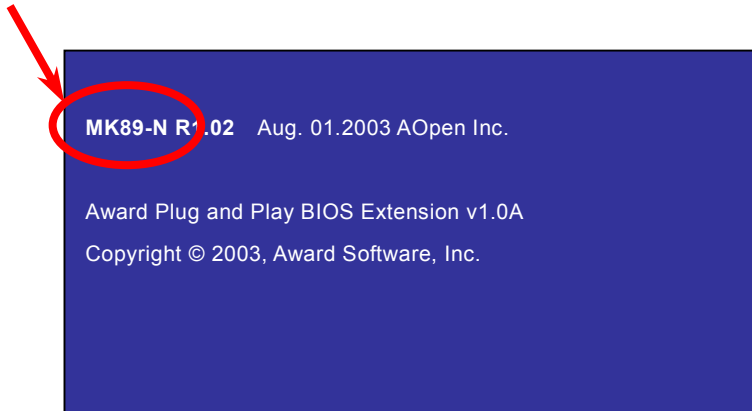 MK89-N R1.02 Aug. 01.2003 AOpen Inc.
Award Plug and Play BIOS Extension v1.0A
Copyright © 2003, Award Software, Inc.